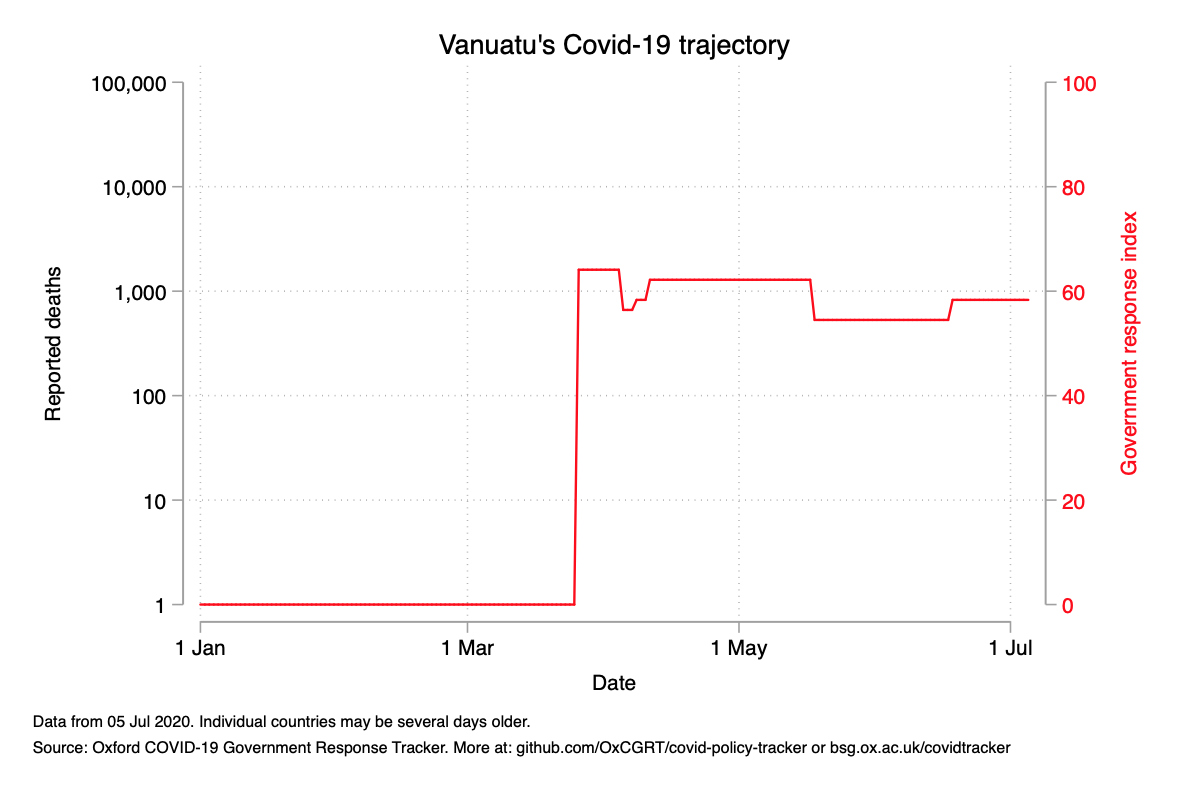 Vanuatu's Covid-19 trajectory
100,000
10,000
1,000
100
10
1
Reported deaths
100
80
60
40
20
0
Government response index
1 Jan
1 Mar
1 May
1 Jul
Date
Data from 05 Jul 2020. Individual countries may be several days older.
Source: Oxford COVID-19 Government Response Tracker. More at: github.com/OxCGRT/covid-policy-tracker or bsg.ox.ac.uk/covidtracker